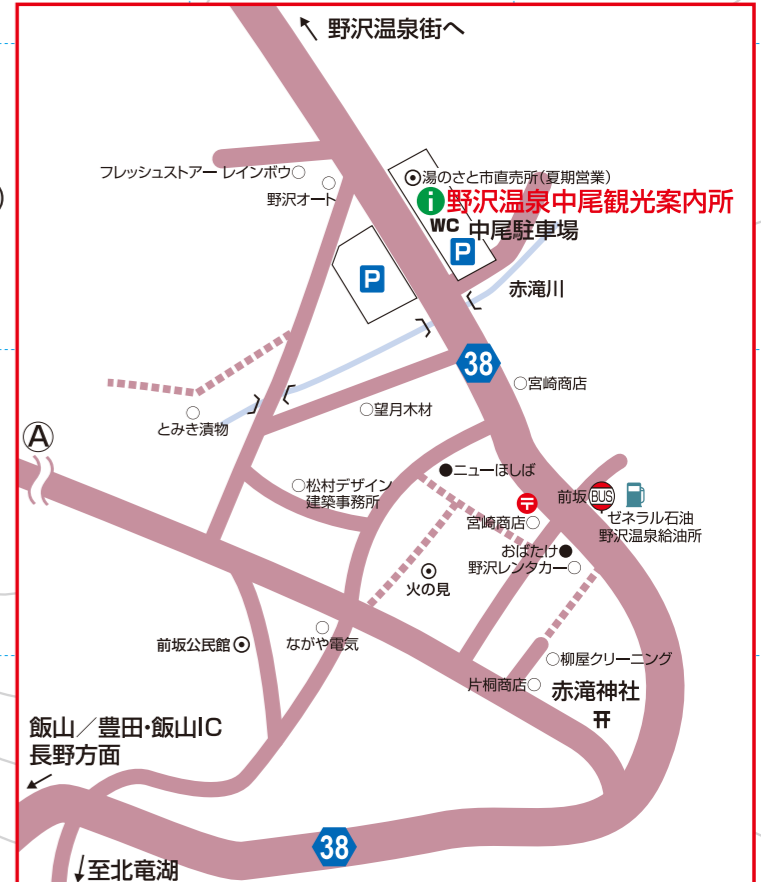 野沢温泉街へ
フレッシュストアー レインボウ
野沢オート
湯のさと市直売所(夏期営業)
i 野沢温泉中尾観光案内所
WC 中尾駐車場
P
P
赤滝川
38
宮崎商店
望月木材
とみき漬物
A
ニューほしば
松村デザイン
建築事務所
前坂 BUS
〒
宮崎商店
ゼネラル石油
野沢温泉給油所
おばたけ
野沢レンタカー
火の見
前坂公民館
ながや電気
柳屋クリーニング
片桐商店
赤滝神社
飯山/豊田・飯山IC
長野方面
38
至北竜湖